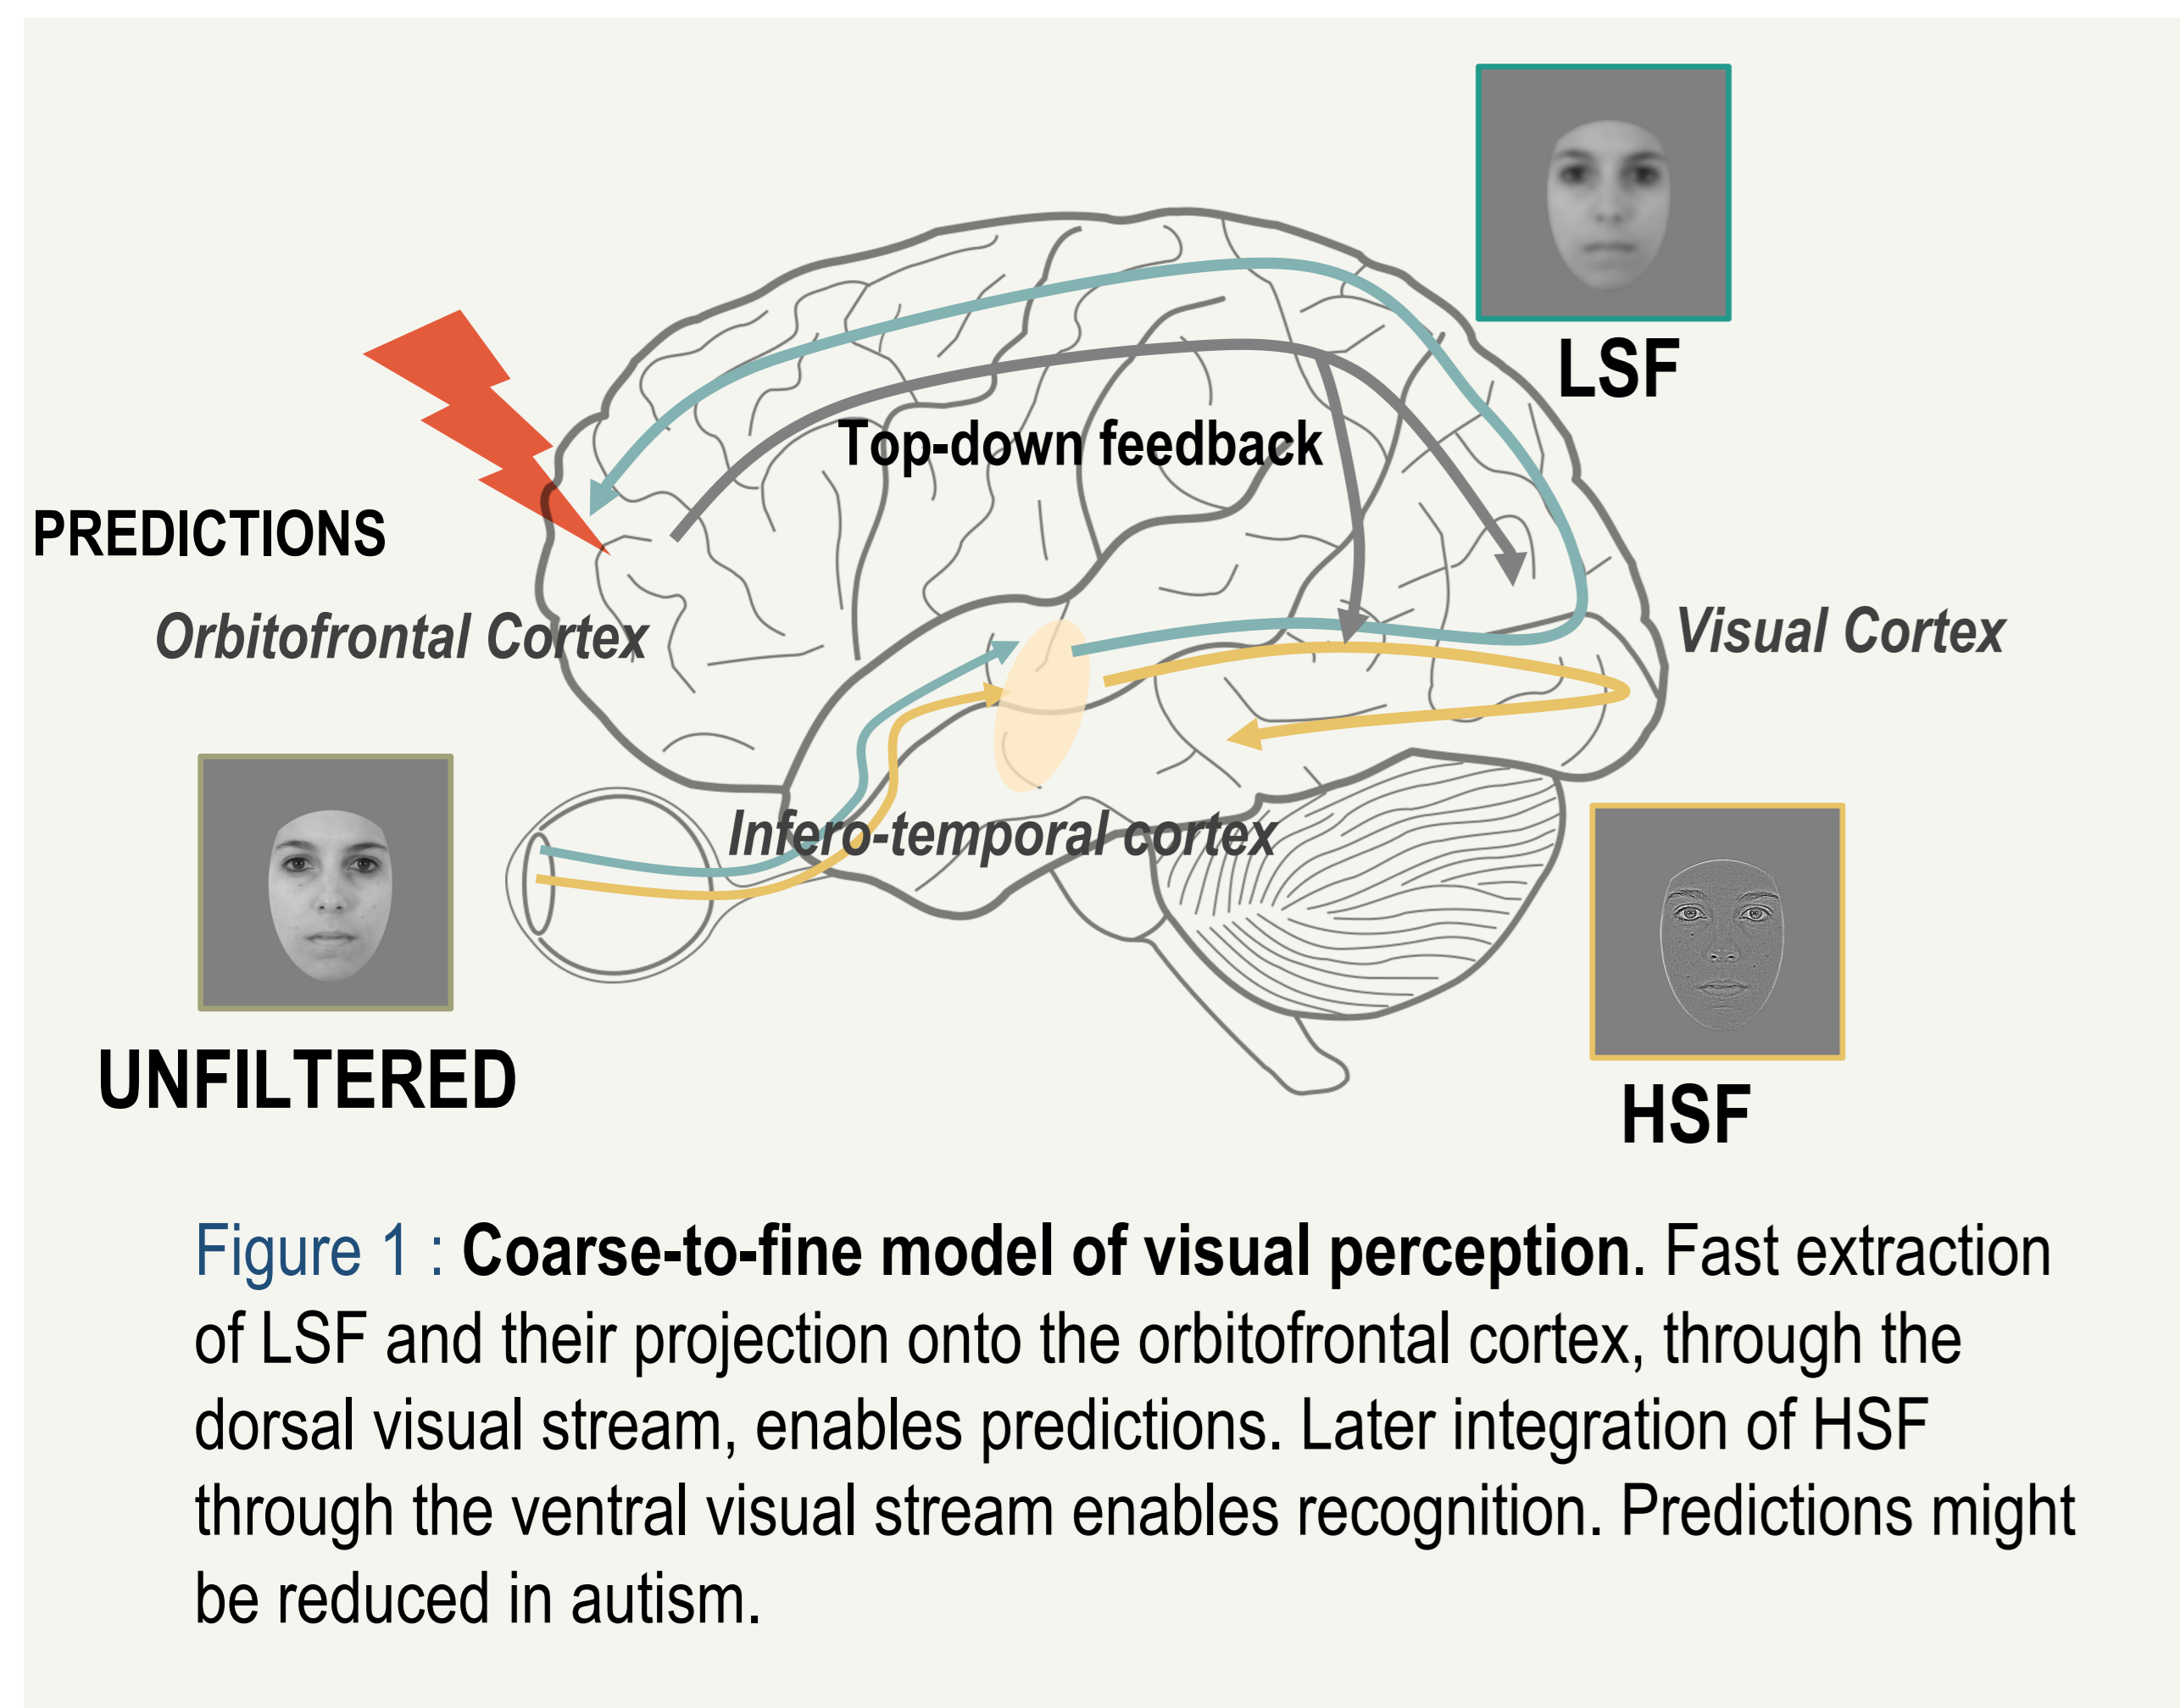 LSF
Top-down feedback
PREDICTIONS
Orbitofrontal Cortex
Visual Cortex
Infero-temporal cortex
UNFILTERED
HSF
Figure 1 : Coarse-to-fine model of visual perception. Fast extraction
of LSF and their projection onto the orbitofrontal cortex, through the
dorsal visual stream, enables predictions. Later integration of HSF
through the ventral visual stream enables recognition. Predictions might
be reduced in autism.